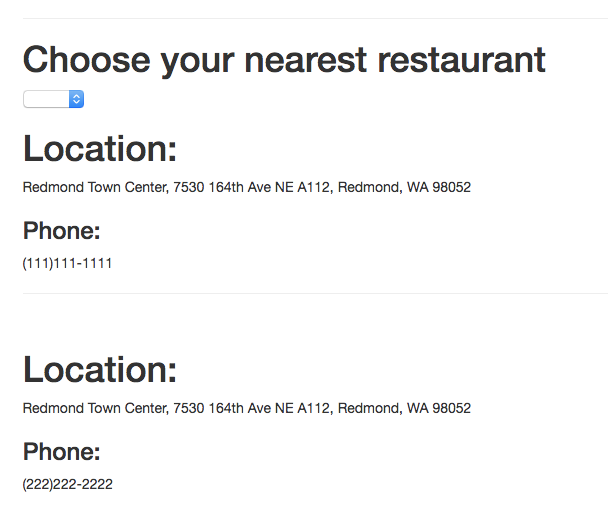 Choose your nearest restaurant
Location:
Redmond Town Center, 7530 164th Ave NE A112, Redmond, WA 98052
Phone:
(111)111-1111
Location:
Redmond Town Center, 7530 164th Ave NE A112, Redmond, WA 98052
Phone:
(222)222-2222